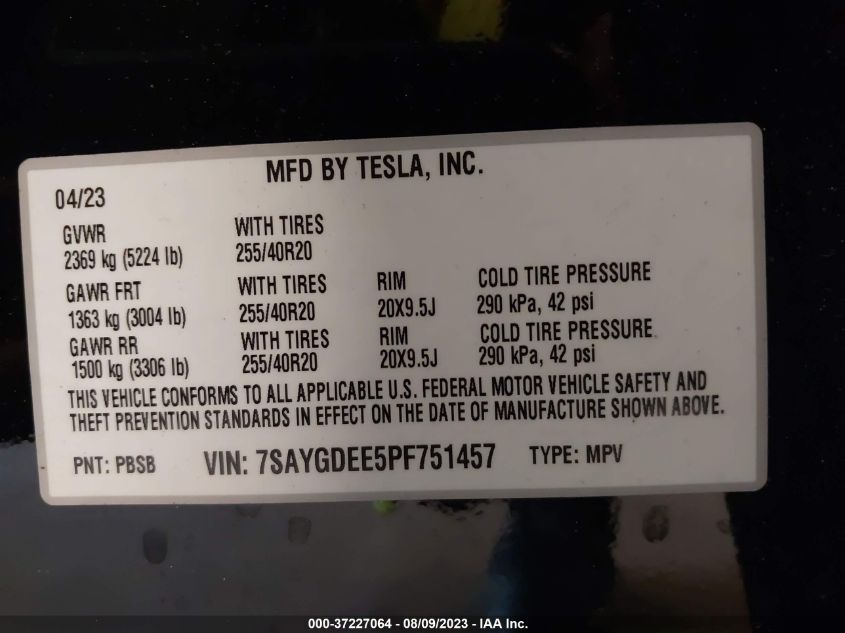 MFD BY TESLA, INC.
04/23
GVWR WITH TIRES
2369 kg (5224 lb) 255/40R20
GAWR FRT WITH TIRES RIM COLD TIRE PRESSURE
1363 kg (3004 lb) 255/40R20 20X9.5J 290 kPa, 42 psi
GAWR RR WITH TIRES RIM COLD TIRE PRESSURE
1500 kg (3306 lb) 255/40R20 20X9.5J 290 kPa, 42 psi
THIS VEHICLE CONFORMS TO ALL APPLICABLE U.S. FEDERAL MOTOR VEHICLE SAFETY AND
THEFT PREVENTION STANDARDS IN EFFECT ON THE DATE OF MANUFACTURE SHOWN ABOVE.
PNT: PBSB VIN: 7SAYGDEE5PF751457 TYPE: MPV
000-37227064 - 08/09/2023 - IAA Inc.